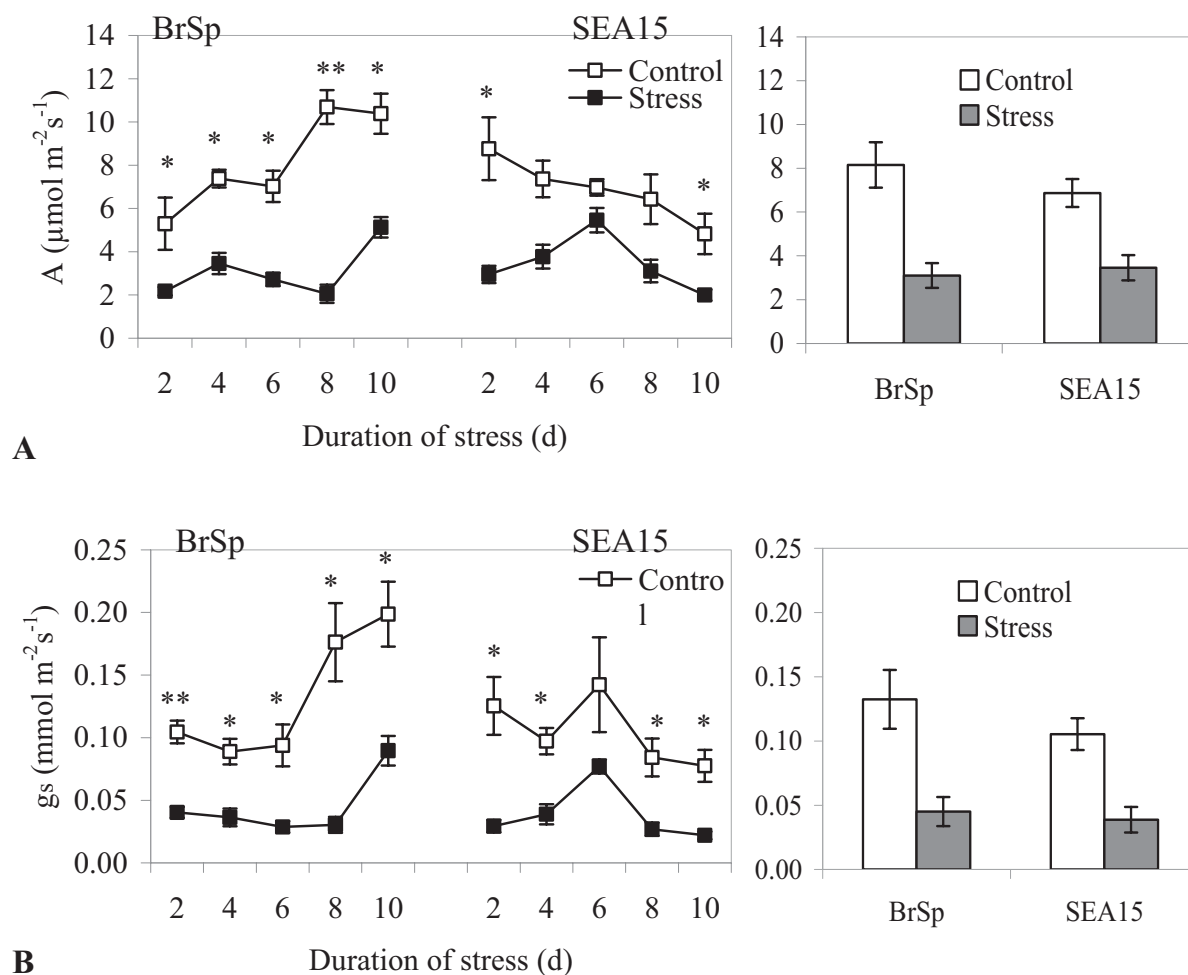 BrSp
SEA15
Control
Stress
A (µmol m-2s-1)
14
12
10
8
6
4
2
0
* * * ** *
* *
2 4 6 8 10 2 4 6 8 10
Duration of stress (d)
A
14
12
10
8
6
4
2
0
Control
Stress
BrSp SEA15
BrSp
SEA15
Contro
l
gs (mmol m-2s-1)
0.25
0.20
0.15
0.10
0.05
0.00
** * * * *
* * * *
2 4 6 8 10 2 4 6 8 10
Duration of stress (d)
B
0.25
0.20
0.15
0.10
0.05
0.00
Control
Stress
BrSp SEA15